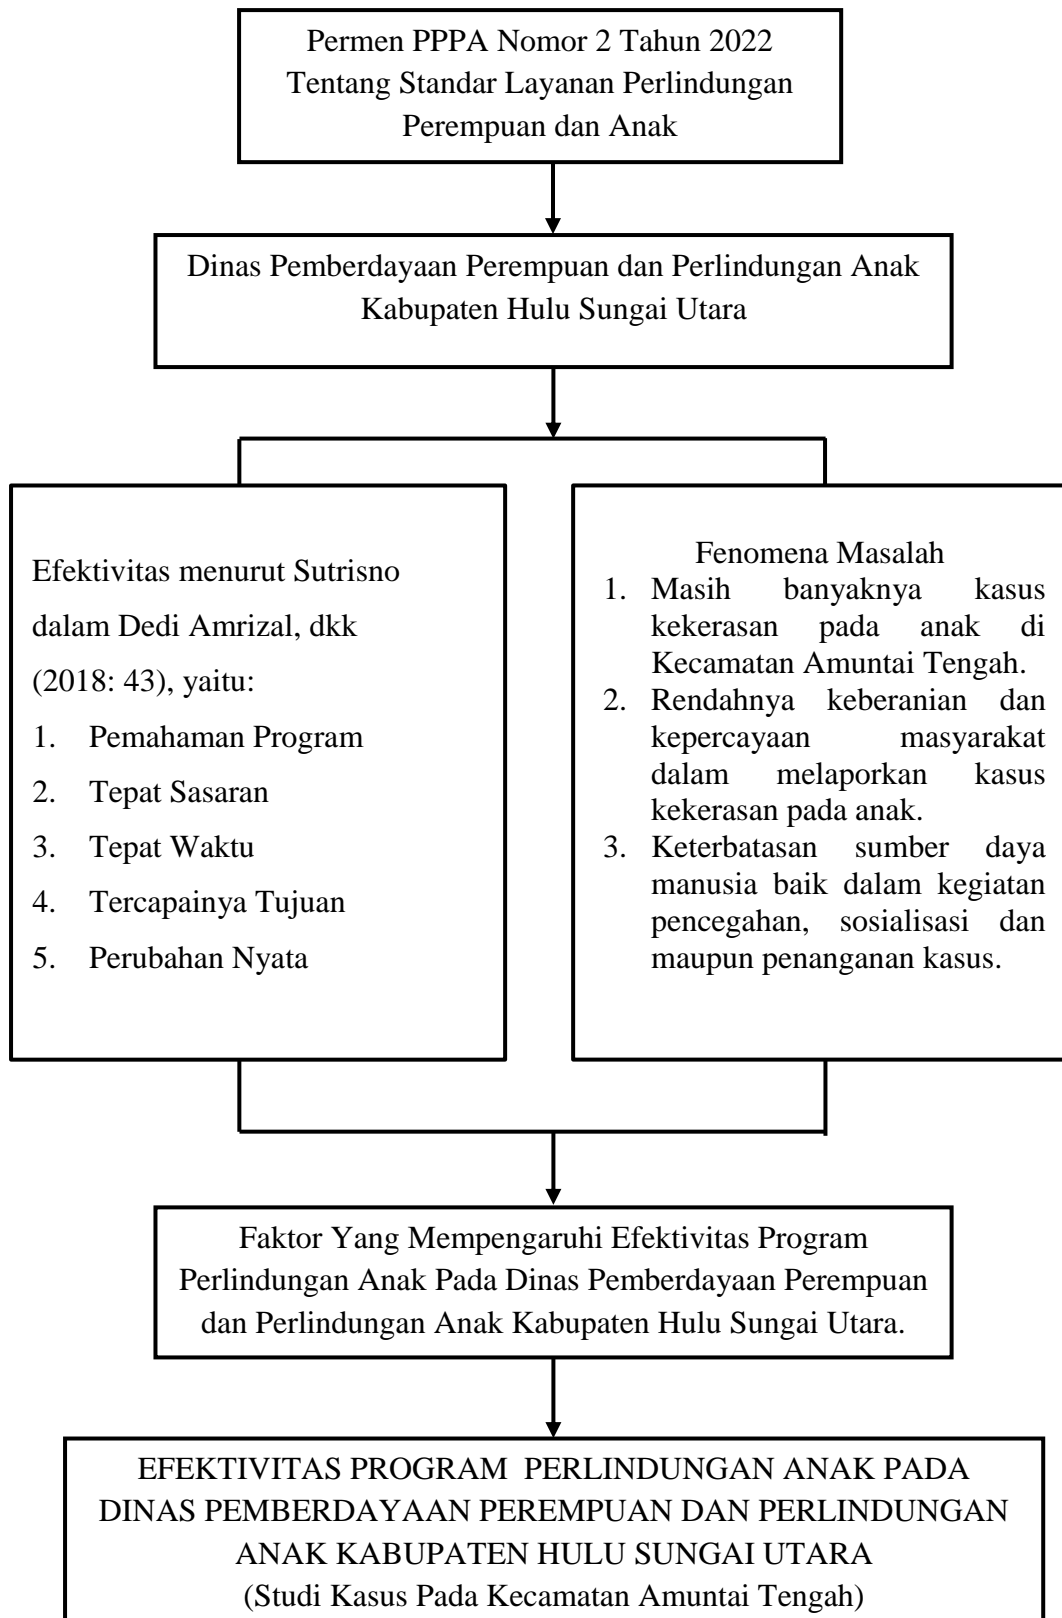 Permen PPPA Nomor 2 Tahun 2022
Tentang Standar Layanan Perlindungan
Perempuan dan Anak
Dinas Pemberdayaan Perempuan dan Perlindungan Anak
Kabupaten Hulu Sungai Utara
Efektivitas menurut Sutrisno
dalam Dedi Amrizal, dkk
(2018: 43), yaitu:
1. Pemahaman Program
2. Tepat Sasaran
3. Tepat Waktu
4. Tercapainya Tujuan
5. Perubahan Nyata
Fenomena Masalah
1. Masih banyaknya kasus
kekerasan pada anak di
Kecamatan Amuntai Tengah.
2. Rendahnya keberanian dan
kepercayaan masyarakat
dalam melaporkan kasus
kekerasan pada anak.
3. Keterbatasan sumber daya
manusia baik dalam kegiatan
pencegahan, sosialisasi dan
maupun penanganan kasus.
Faktor Yang Mempengaruhi Efektivitas Program
Perlindungan Anak Pada Dinas Pemberdayaan Perempuan
dan Perlindungan Anak Kabupaten Hulu Sungai Utara.
EFEKTIVITAS PROGRAM PERLINDUNGAN ANAK PADA
DINAS PEMBERDAYAAN PEREMPUAN DAN PERLINDUNGAN
ANAK KABUPATEN HULU SUNGAI UTARA
(Studi Kasus Pada Kecamatan Amuntai Tengah)